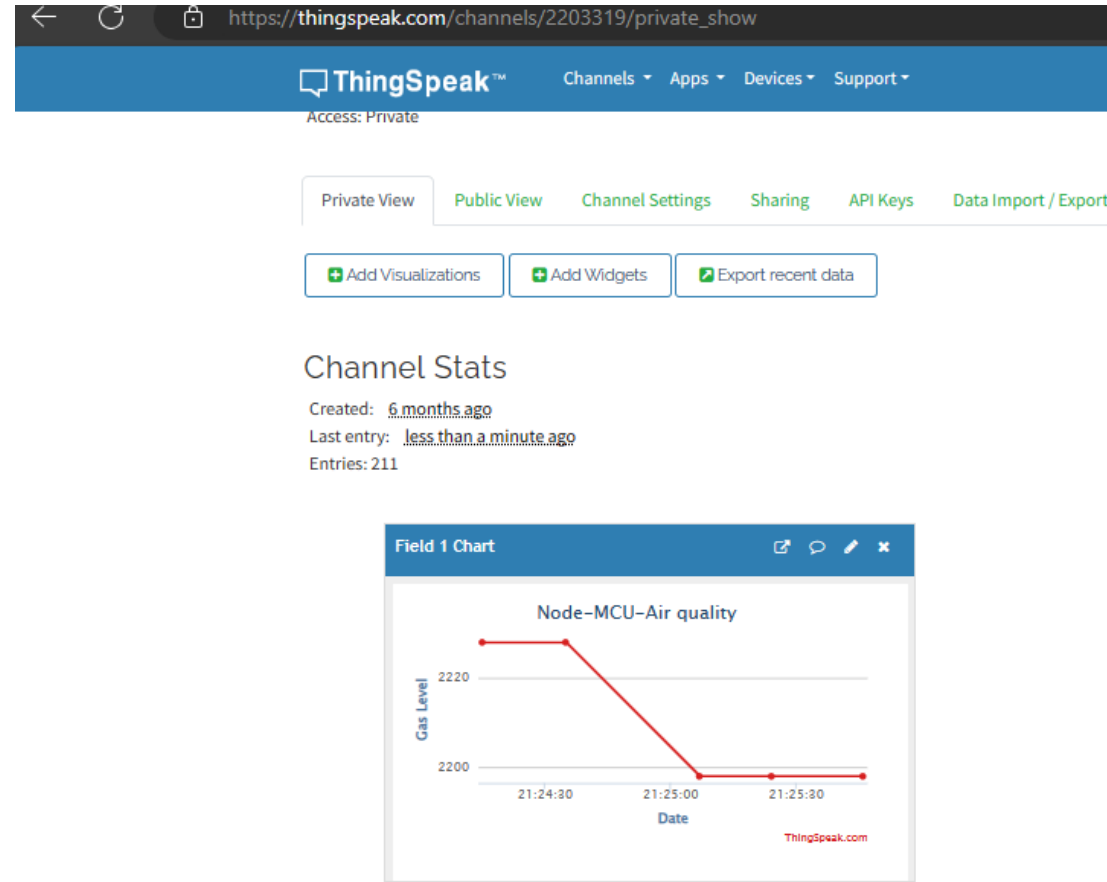 https://thingspeak.com/channels/2203319/private_show
ThingSpeak™ Channels Apps Devices Support
Access: Private
Private View Public View Channel Settings Sharing API Keys Data Import / Export
Add Visualizations Add Widgets Export recent data
Channel Stats
Created: 6 months ago
Last entry: less than a minute ago
Entries: 211
Field 1 Chart
Node-MCU-Air quality
Gas Level
2220
2200
21:24:30 21:25:00 21:25:30
Date
ThingSpeak.com